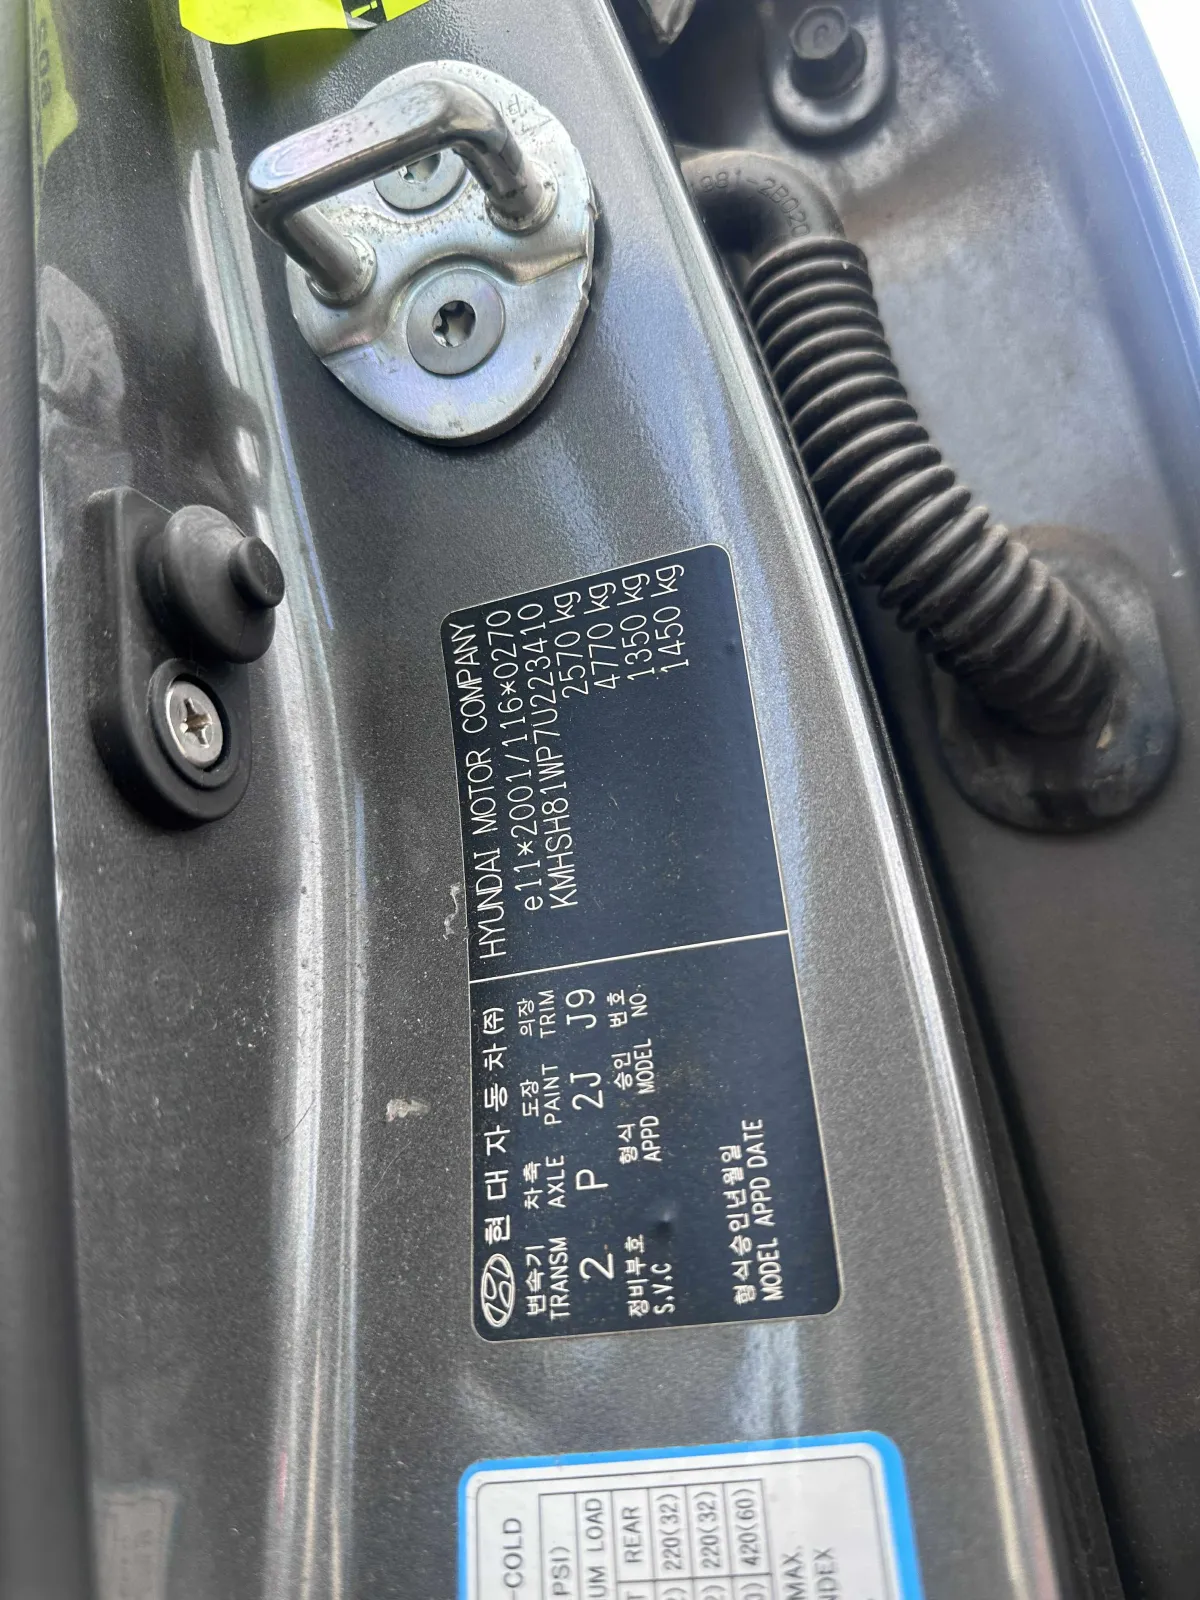 1991-2B020
현대자동차(주) HYUNDAI MOTOR COMPANY
변속기 차축 도장 의장
TRANSM AXLE PAINT TRIM
2 P 2J J9
정비부호 형식 승인 번호
S.V.C APPD MODEL NO.
형식승인년월일
MODEL APPD DATE
e11*2001/116*0270
KMHSH81WP7U223410
2570 kg
4770 kg
1350 kg
1450 kg
-COLD
PSI)
UM LOAD
REAR
220(32)
220(32)
420(60)
MAX.
NDEX